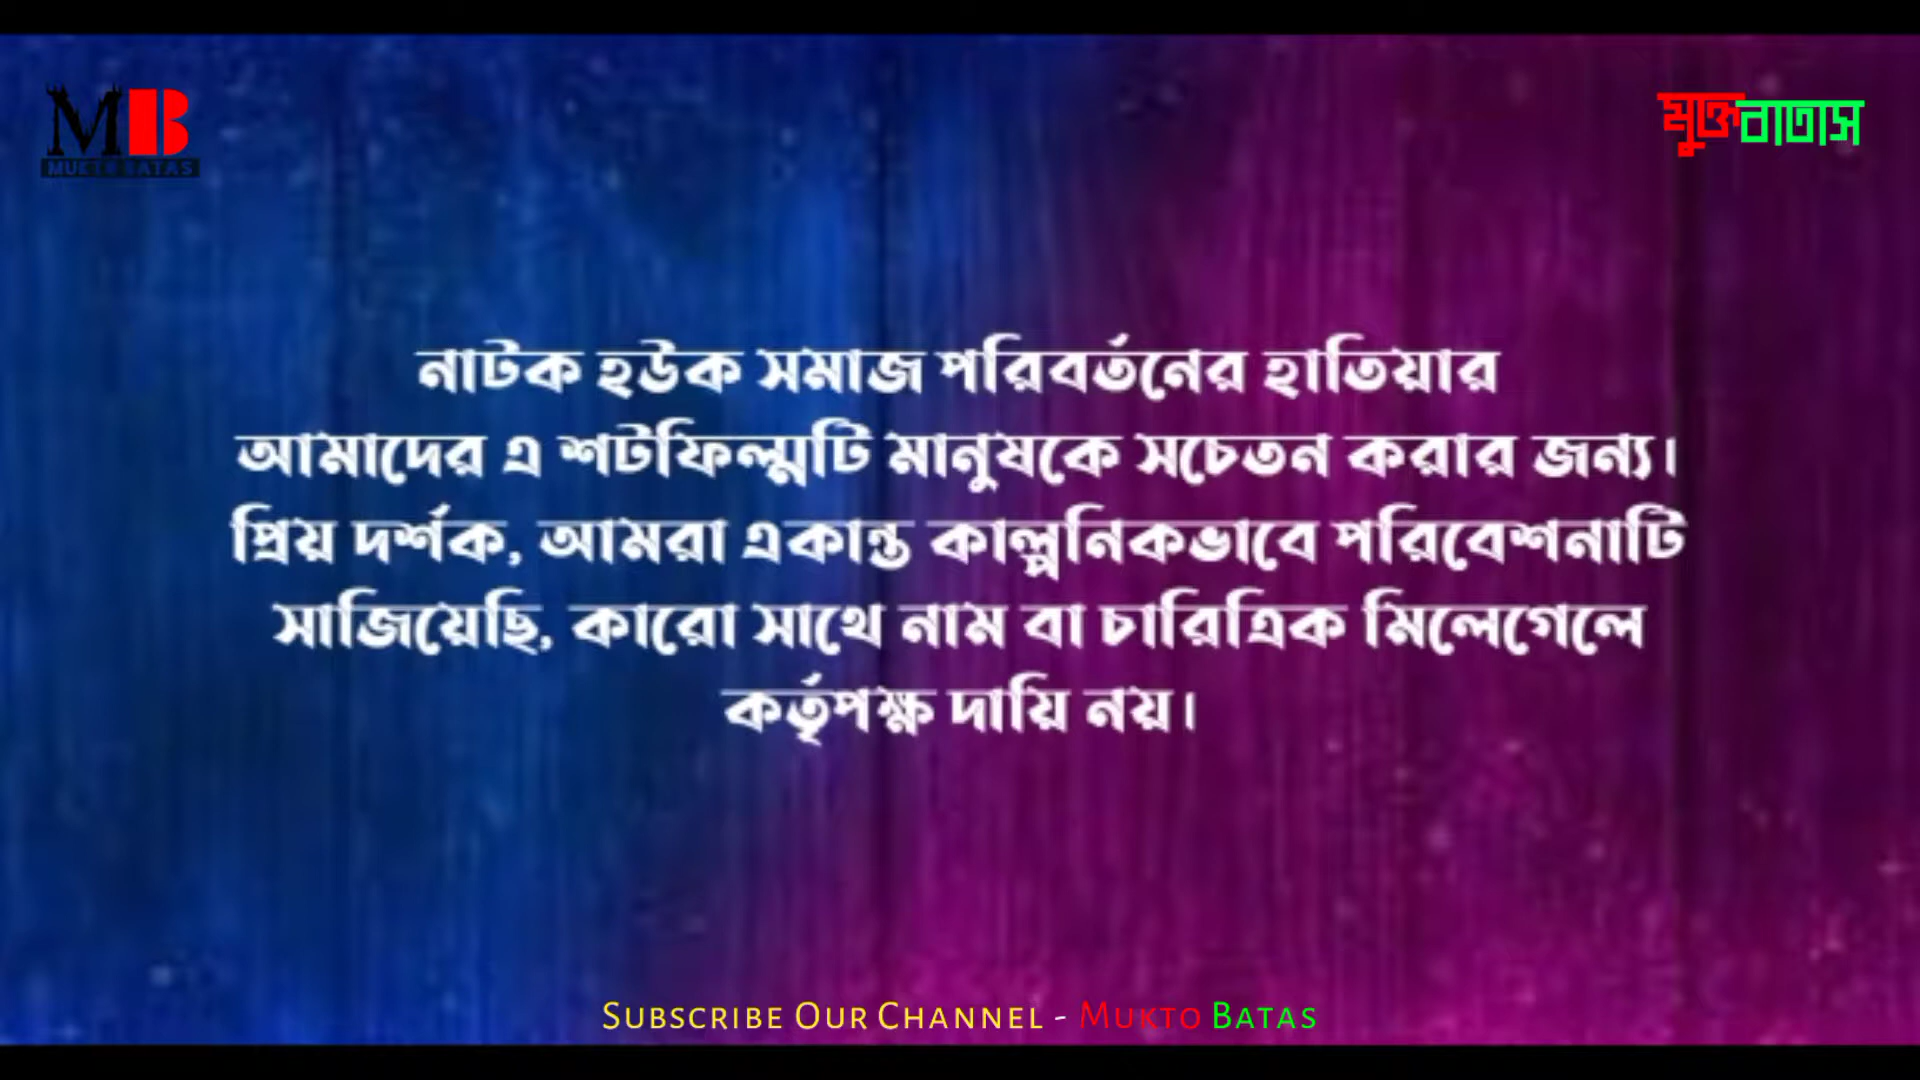 MB
MUKTO BATAS
মুক্তবাতাস
নাটক হউক সমাজ পরিবর্তনের হাতিয়ার
আমাদের এ শর্টফিল্মটি মানুষকে সচেতন করার জন্য।
প্রিয় দর্শক, আমরা একান্ত কাল্পনিকভাবে পরিবেশনাটি
সাজিয়েছি, কারো সাথে নাম বা চারিত্রিক মিলেগেলে
কর্তৃপক্ষ দায়ি নয়।
SUBSCRIBE OUR CHANNEL - MUKTO BATAS